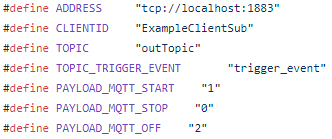 #define ADDRESS "tcp://localhost:1883"
#define CLIENTID "ExampleClientSub"
#define TOPIC "outTopic"
#define TOPIC_TRIGGER_EVENT "trigger_event"
#define PAYLOAD_MQTT_START "1"
#define PAYLOAD_MQTT_STOP "0"
#define PAYLOAD_MQTT_OFF "2"